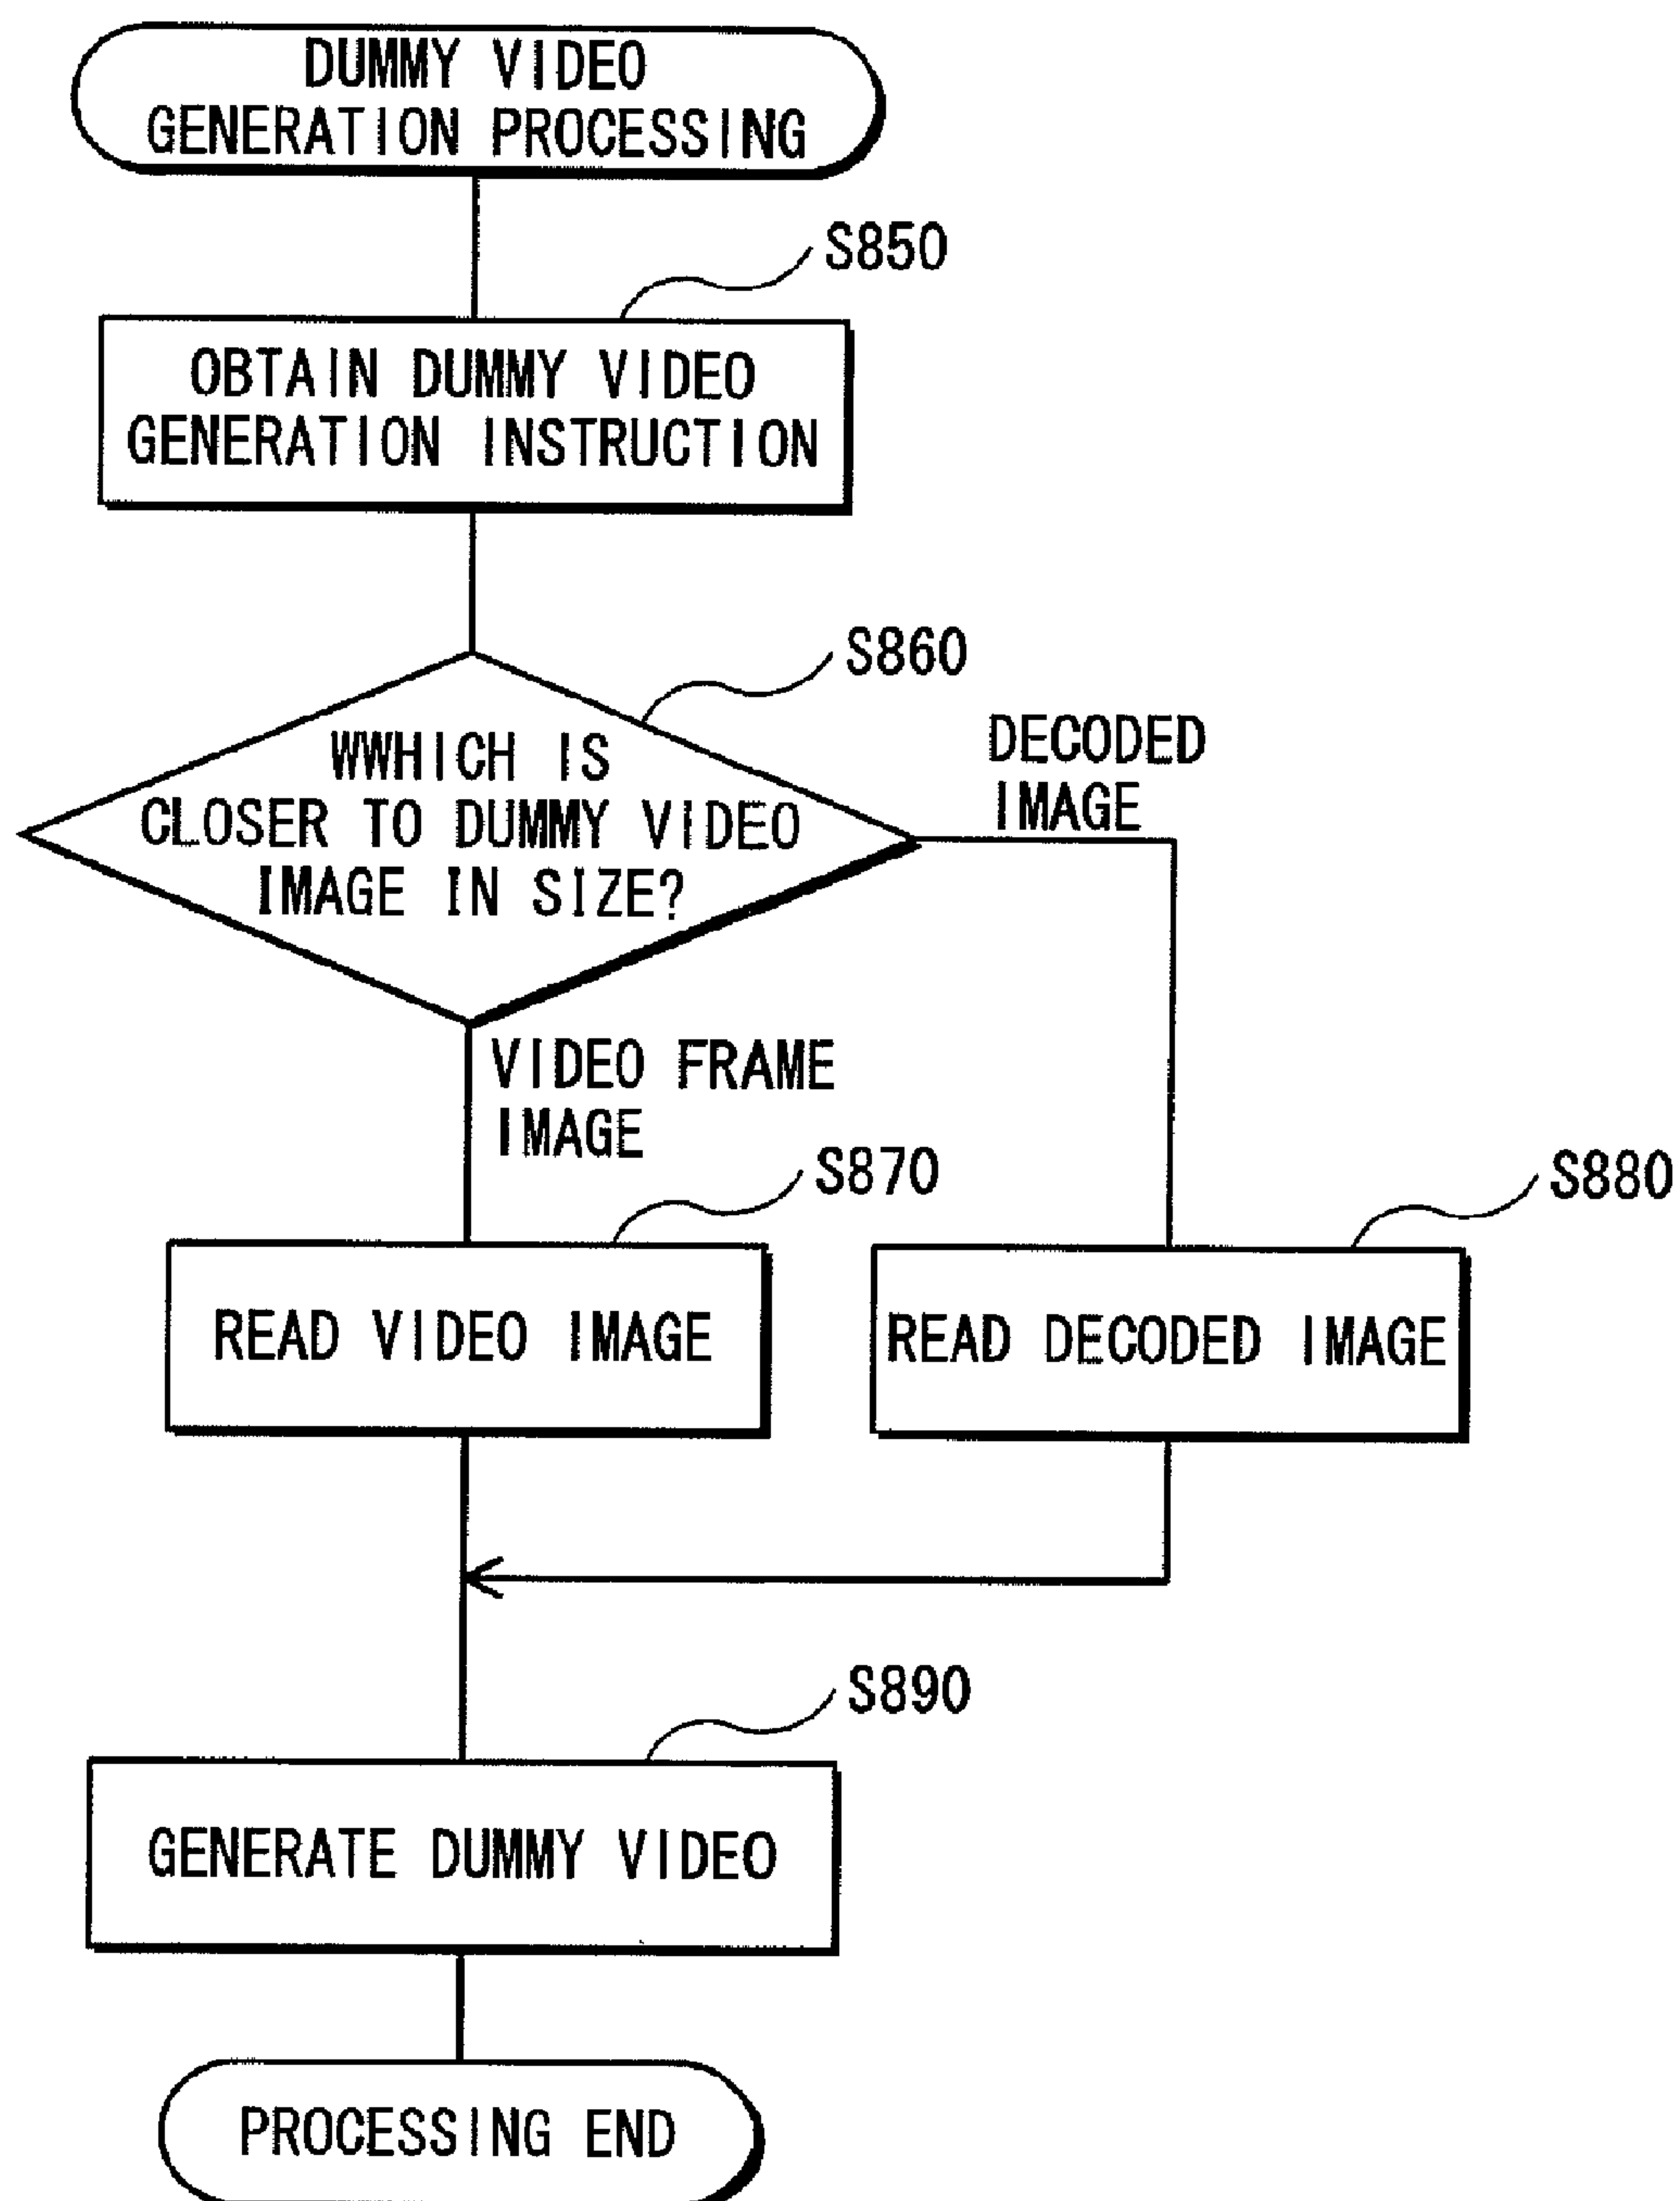 DUMMY VIDEO
GENERATION PROCESSING
S850
OBTAIN DUMMY VIDEO
GENERATION INSTRUCTION
S860
WWHICH IS
CLOSER TO DUMMY VIDEO
IMAGE IN SIZE?
DECODED
IMAGE
VIDEO FRAME
IMAGE
S870
READ VIDEO IMAGE
S880
READ DECODED IMAGE
S890
GENERATE DUMMY VIDEO
PROCESSING END